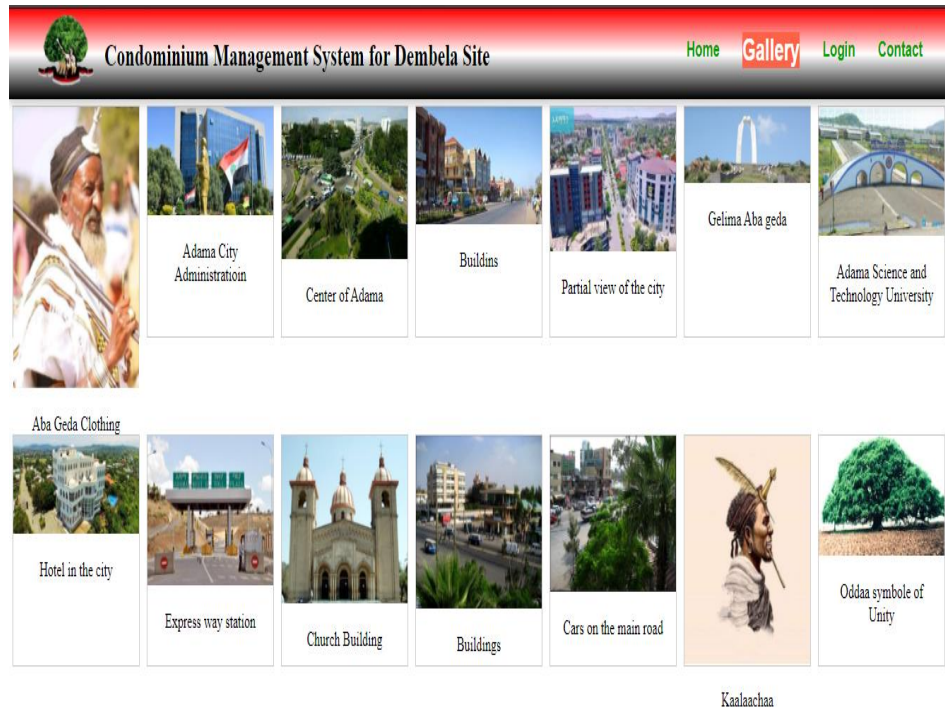 Condominium Management System for Dembela Site
Home Gallery Login Contact
Aba Geda Clothing
Adama City
Administratioin
Center of Adama
Buildins
Partial view of the city
Gelima Aba geda
Adama Science and
Technology University
Hotel in the city
Express way station
Church Building
Buildings
Cars on the main road
Kaalaachaa
Oddaa symbole of
Unity